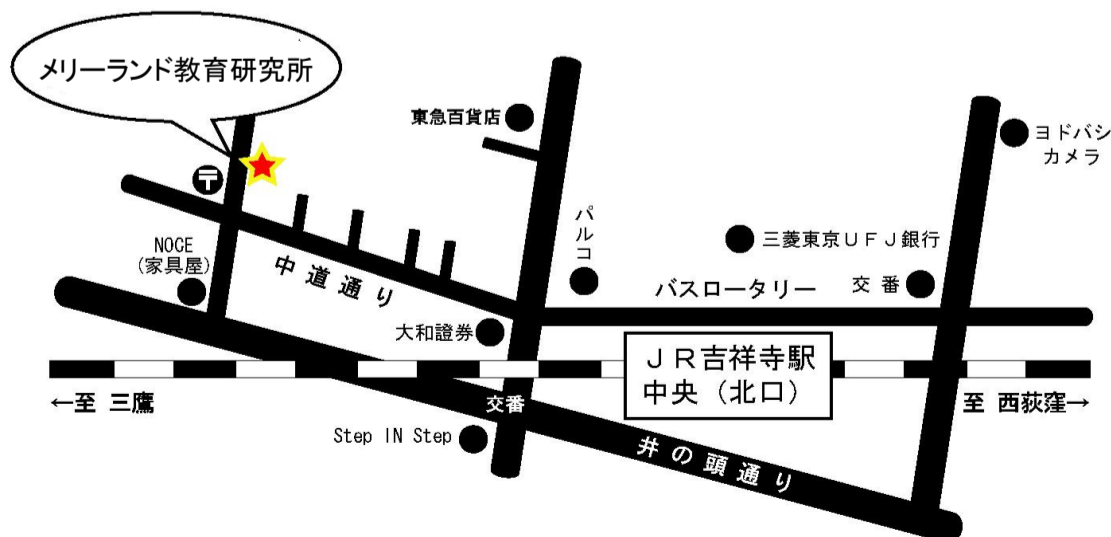 メリーランド教育研究所
東急百貨店
ヨドバシ
カメラ
〒
NOCE
(家具屋)
中道通り
パルコ
三菱東京UFJ銀行
交番
バスロータリー
大和證券
JR吉祥寺駅
中央（北口）
←至 三鷹
交番
至 西荻窪→
Step IN Step
井の頭通り